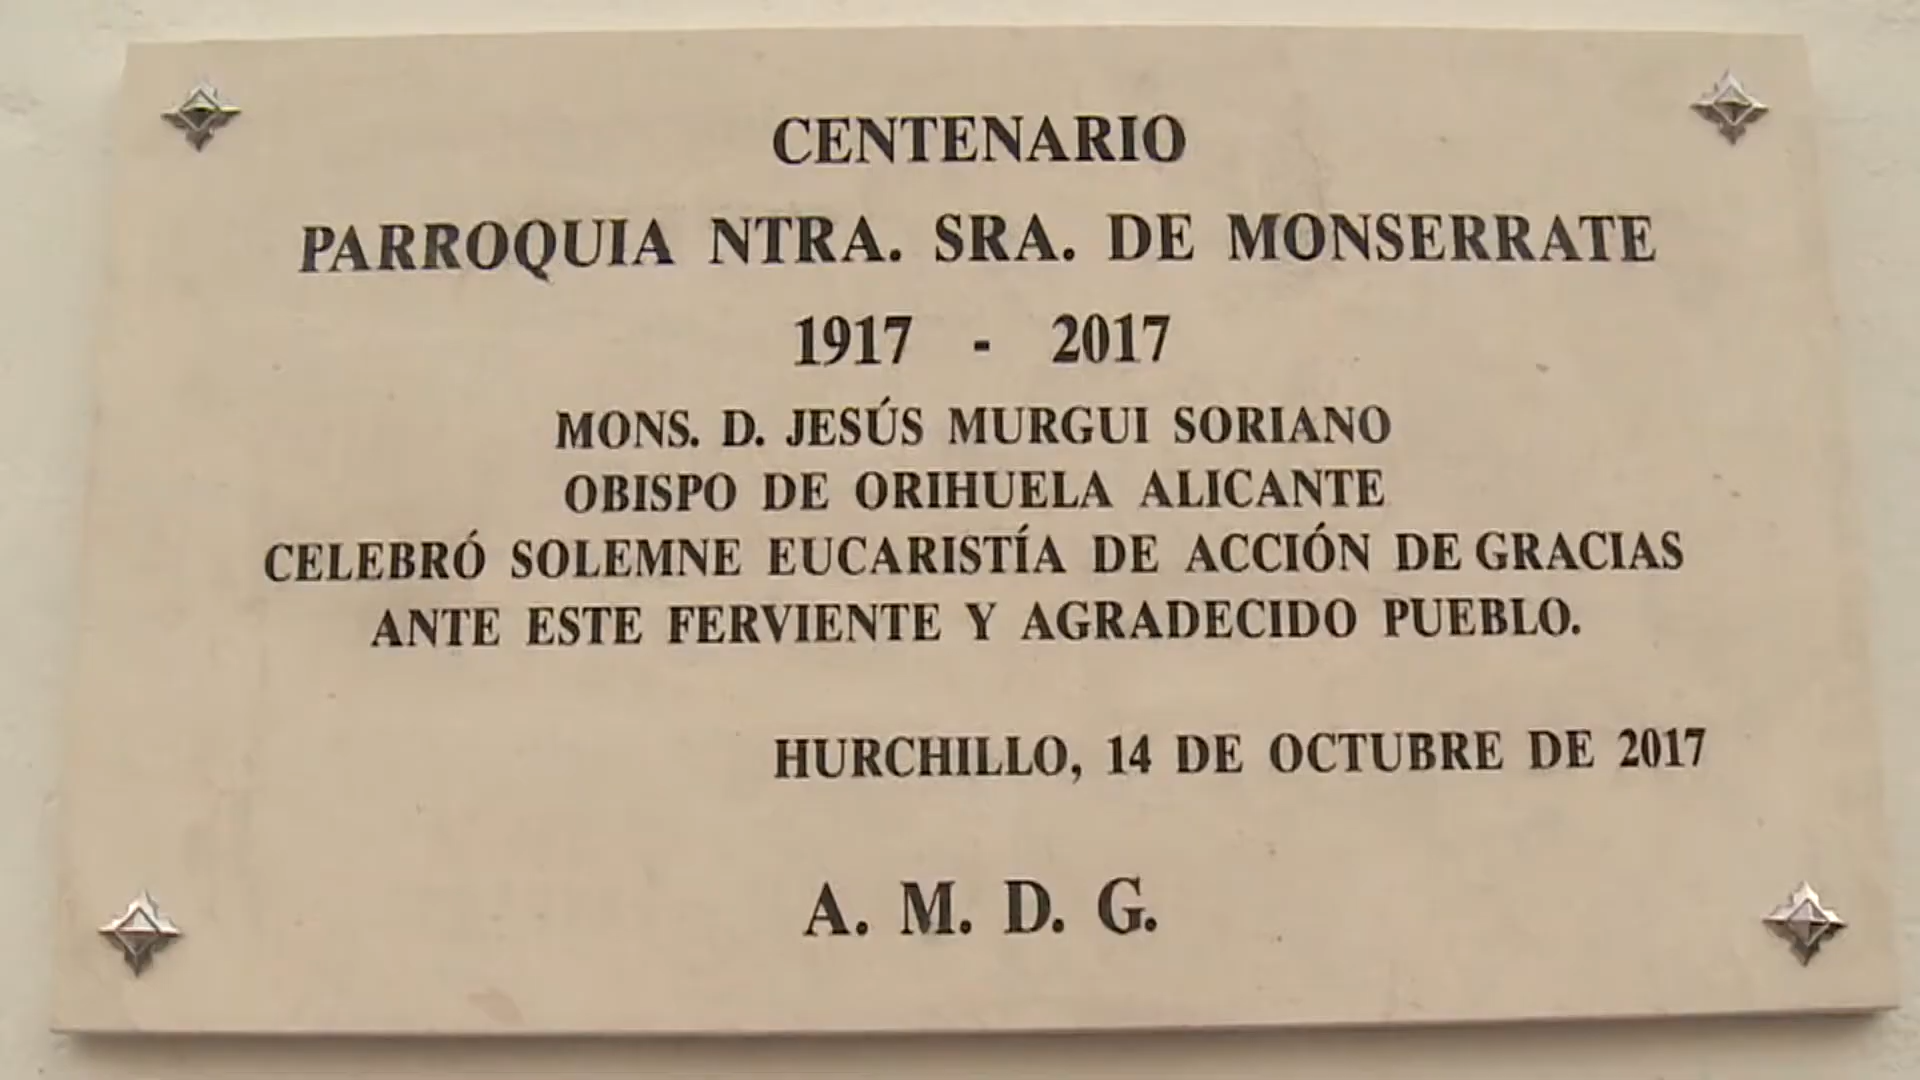 CENTENARIO
PARROQUIA NTRA. SRA. DE MONSERRATE
1917 - 2017
MONS. D. JESÚS MURGUI SORIANO
OBISPO DE ORIHUELA ALICANTE
CELEBRÓ SOLEMNE EUCARISTÍA DE ACCIÓN DE GRACIAS
ANTE ESTE FERVIENTE Y AGRADECIDO PUEBLO.
HURCHILLO, 14 DE OCTUBRE DE 2017
A. M. D. G.